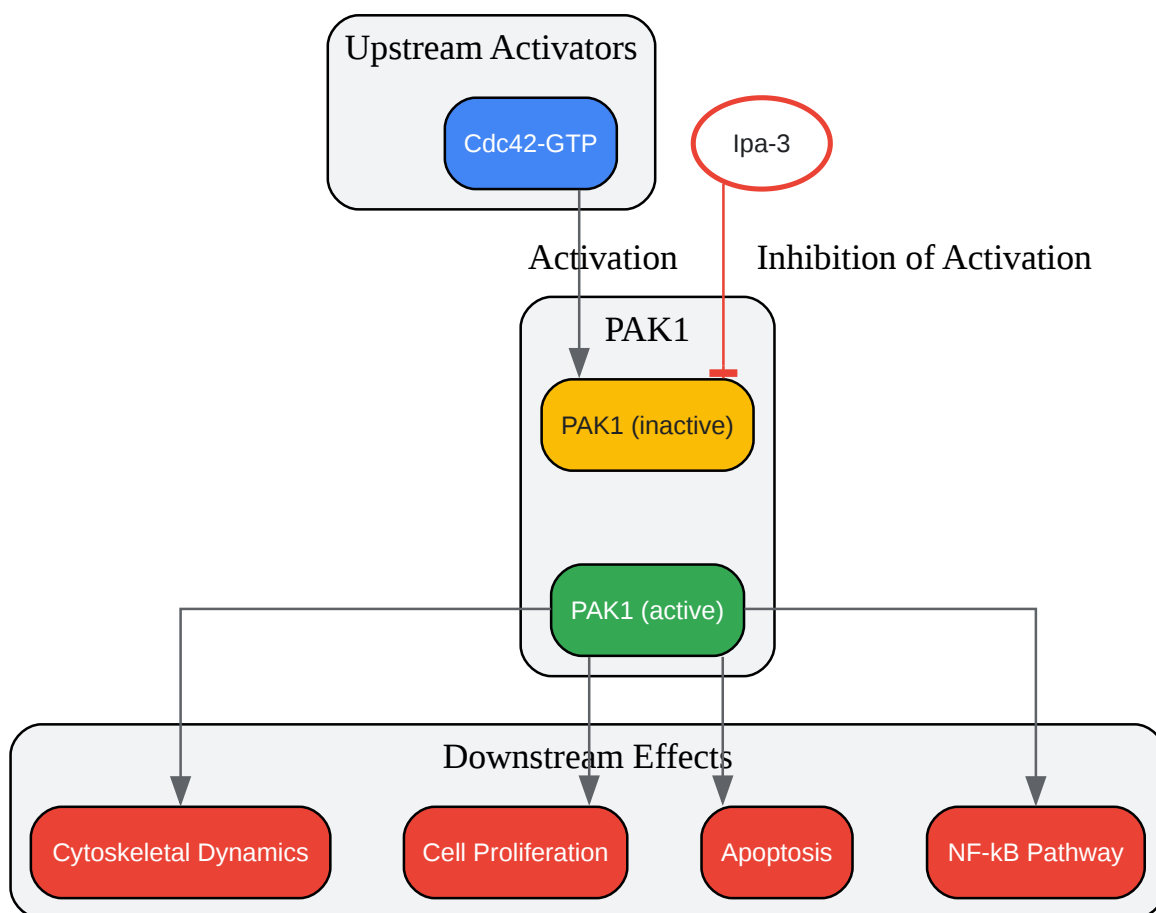 Upstream Activators
Cdc42-GTP
Ipa-3
Activation
Inhibition of Activation
PAK1
PAK1 (inactive)
PAK1 (active)
Downstream Effects
Cytoskeletal Dynamics
Cell Proliferation
Apoptosis
NF-kB Pathway